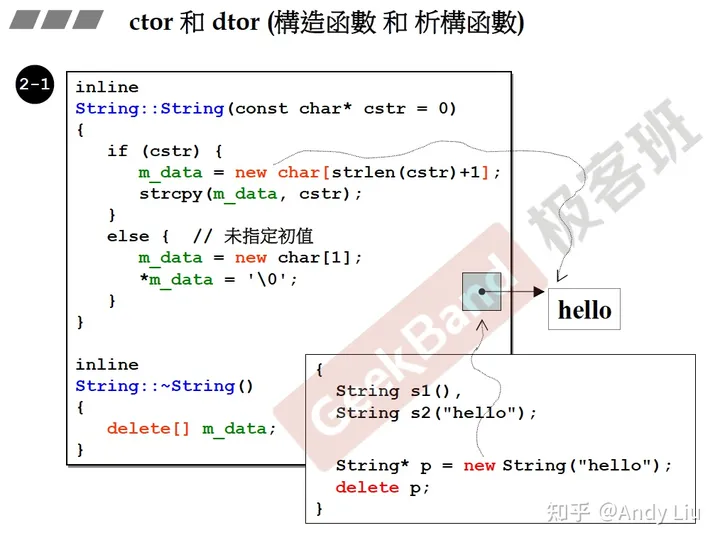 ctor 和 dtor (構造函數 和 析構函數)
2-1
inline
String::String(const char* cstr = 0)
{
if (cstr) {
m_data = new char[strlen(cstr)+1];
strcpy(m_data, cstr);
}
else { // 未指定初值
m_data = new char[1];
*m_data = '\0';
}
}
inline
String::~String()
{
delete[] m_data;
}
hello
{
String s1(),
String s2("hello");
String* p = new String("hello");
delete p;
}
GeekBand 极客班
知乎 @Andy Liu